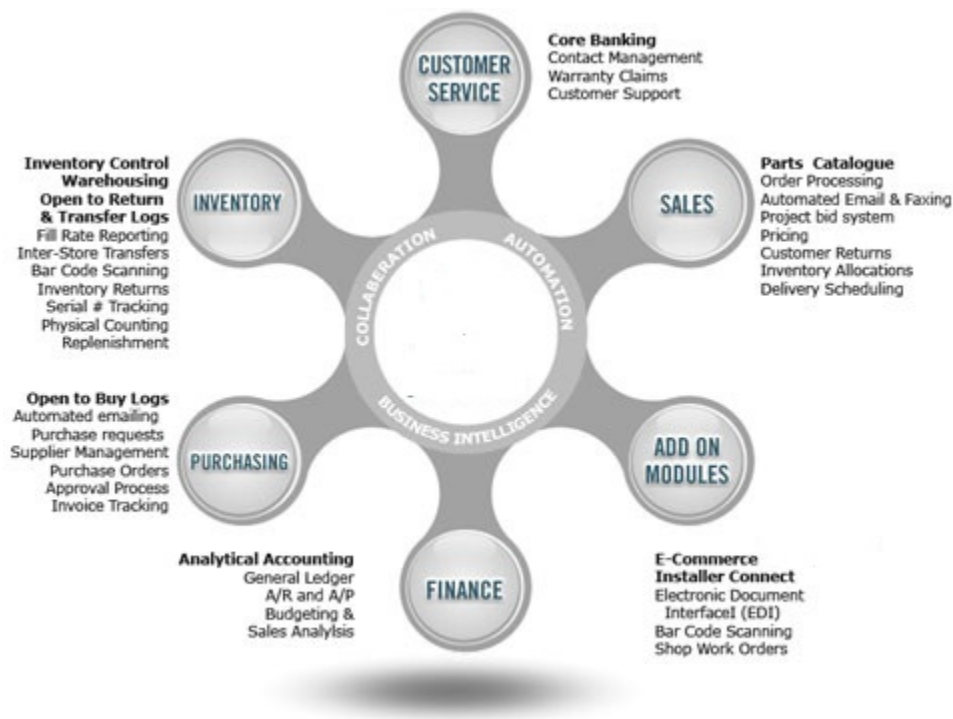 CUSTOMER
SERVICE
Core Banking
Contact Management
Warranty Claims
Customer Support
Inventory Control
Warehousing
Open to Return
& Transfer Logs
Fill Rate Reporting
Inter-Store Transfers
Bar Code Scanning
Inventory Returns
Serial # Tracking
Physical Counting
Replenishment
INVENTORY
SALES
Parts Catalogue
Order Processing
Automated Email & Faxing
Project bid system
Pricing
Customer Returns
Inventory Allocations
Delivery Scheduling
COLLABERATION
AUTOMATION
BUSINESS INTELLIGENCE
Open to Buy Logs
Automated emailing
Purchase requests
Supplier Management
Purchase Orders
Approval Process
Invoice Tracking
PURCHASING
ADD ON
MODULES
Analytical Accounting
General Ledger
A/R and A/P
Budgeting &
Sales Analylsis
FINANCE
E-Commerce
Installer Connect
Electronic Document
InterfaceI (EDI)
Bar Code Scanning
Shop Work Orders